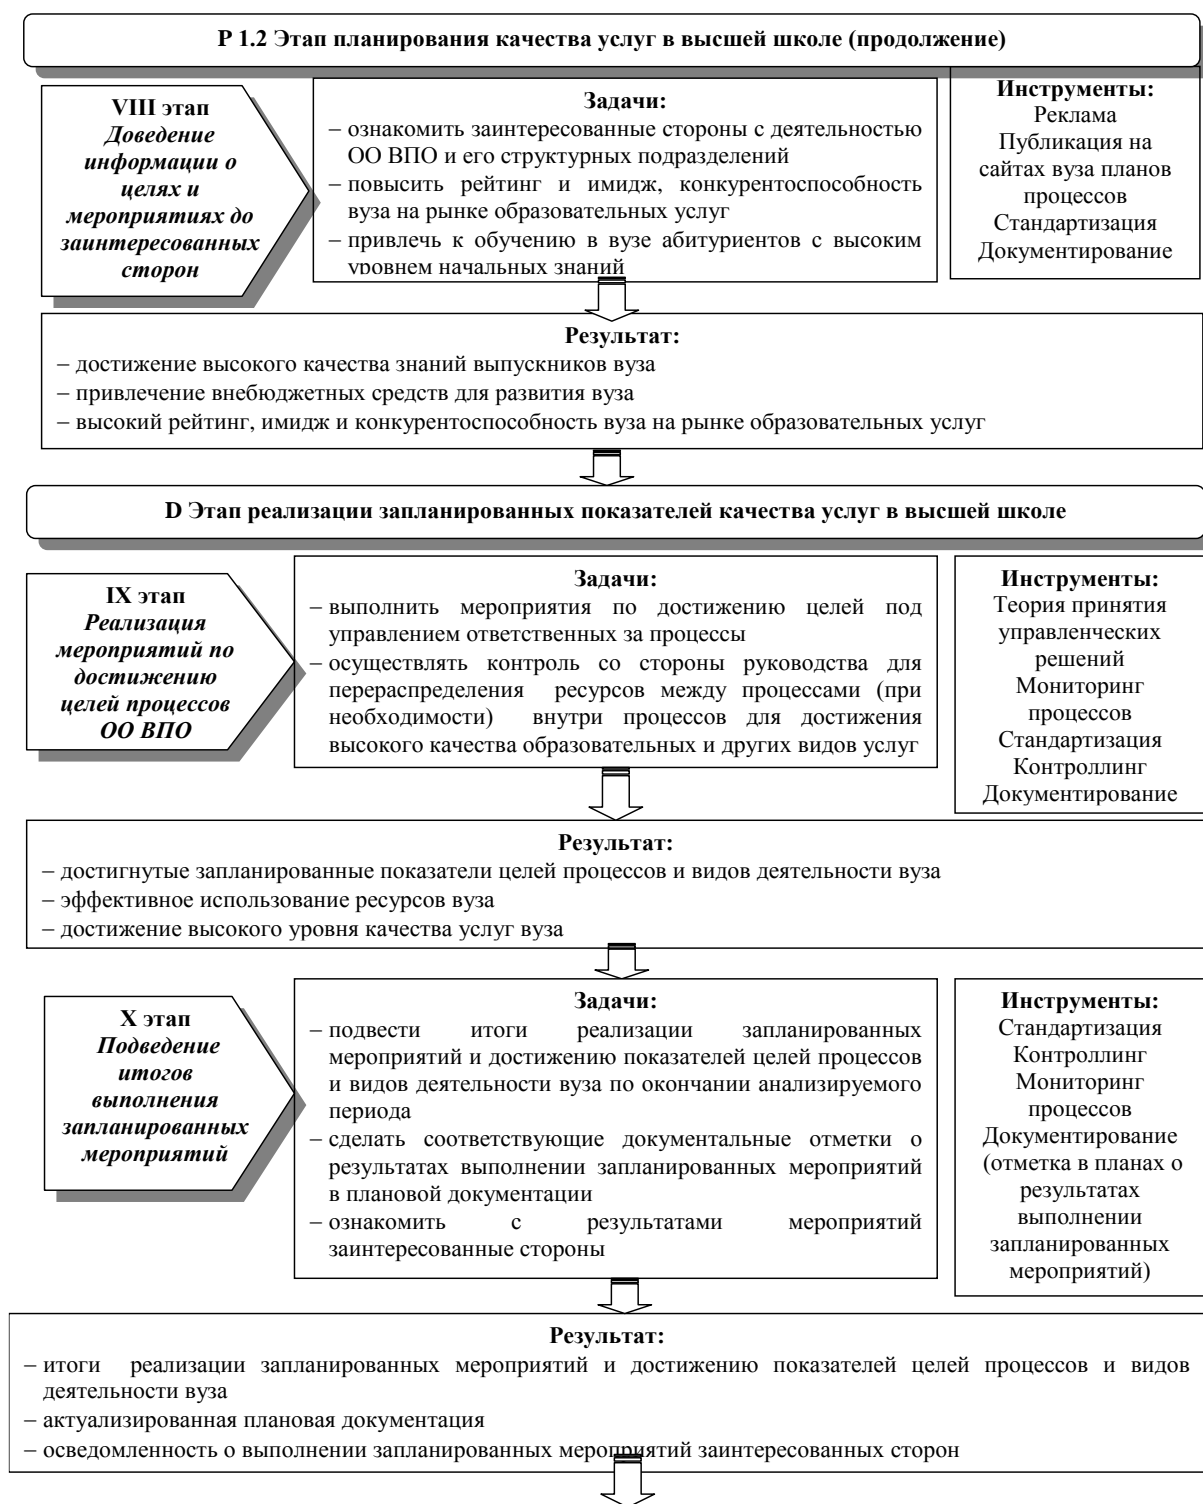 P 1.2 Этап планирования качества услуг в высшей школе (продолжение)
VIII этап
Доведение
информации о
целях и
мероприятиях до
заинтересованных
сторон
Задачи:
– ознакомить заинтересованные стороны с деятельностью
ОО ВПО и его структурных подразделений
– повысить рейтинг и имидж, конкурентоспособность
вуза на рынке образовательных услуг
– привлечь к обучению в вузе абитуриентов с высоким
уровнем начальных знаний
Инструменты:
Реклама
Публикация на
сайтах вуза планов
процессов
Стандартизация
Документирование
Результат:
– достижение высокого качества знаний выпускников вуза
– привлечение внебюджетных средств для развития вуза
– высокий рейтинг, имидж и конкурентоспособность вуза на рынке образовательных услуг
D Этап реализации запланированных показателей качества услуг в высшей школе
IX этап
Реализация
мероприятий по
достижению
целей процессов
ОО ВПО
Задачи:
– выполнить мероприятия по достижению целей под
управлением ответственных за процессы
– осуществлять контроль со стороны руководства для
перераспределения ресурсов между процессами (при
необходимости) внутри процессов для достижения
высокого качества образовательных и других видов услуг
Инструменты:
Теория принятия
управленческих
решений
Мониторинг
процессов
Стандартизация
Контроллинг
Документирование
Результат:
– достигнутые запланированные показатели целей процессов и видов деятельности вуза
– эффективное использование ресурсов вуза
– достижение высокого уровня качества услуг вуза
X этап
Подведение
итогов
выполнения
запланированных
мероприятий
Задачи:
– подвести итоги реализации запланированных
мероприятий и достижению показателей целей процессов
и видов деятельности вуза по окончании анализируемого
периода
– сделать соответствующие документальные отметки о
результатах выполнении запланированных мероприятий
в плановой документации
– ознакомить с результатами мероприятий
заинтересованные стороны
Инструменты:
Стандартизация
Контроллинг
Мониторинг
процессов
Документирование
(отметка в планах о
результатах
выполнении
запланированных
мероприятий)
Результат:
– итоги реализации запланированных мероприятий и достижению показателей целей процессов и видов
деятельности вуза
– актуализированная плановая документация
– осведомленность о выполнении запланированных мероприятий заинтересованных сторон